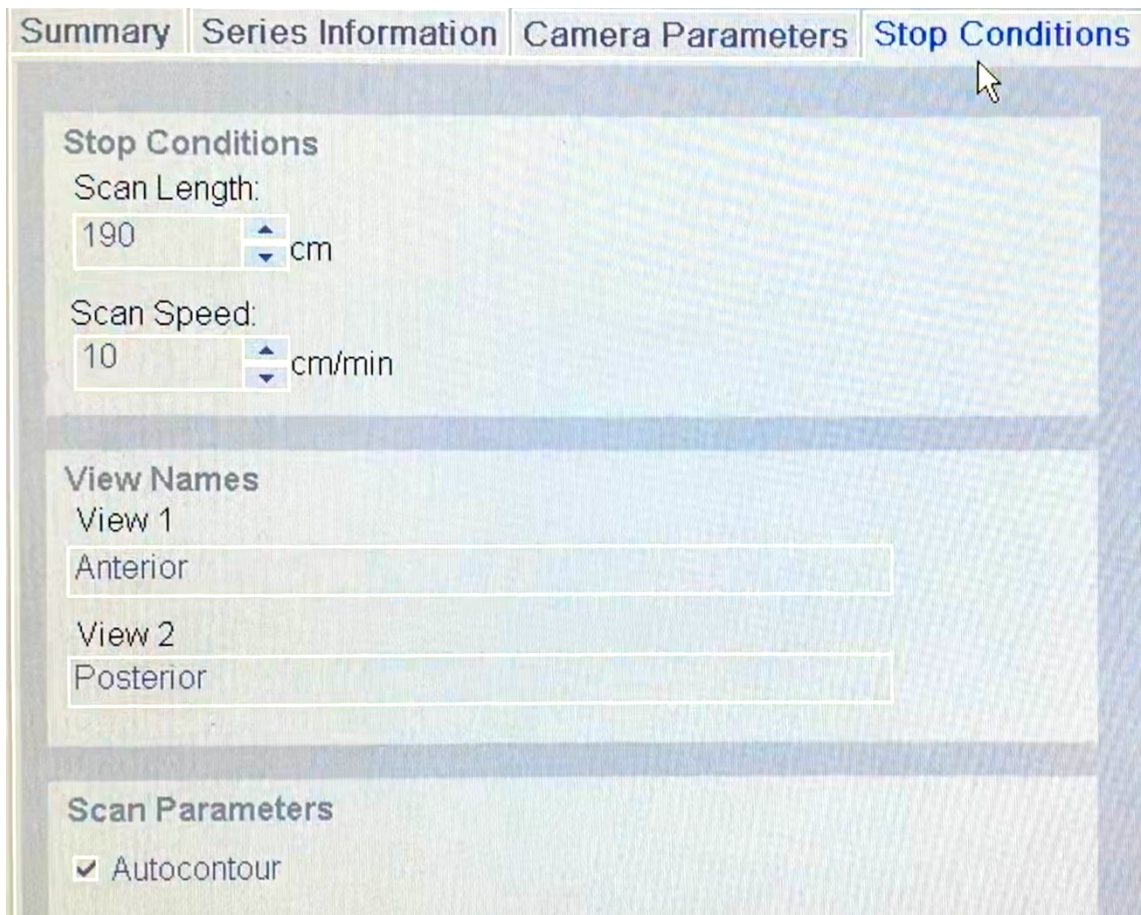 Summary Series Information Camera Parameters Stop Conditions
Stop Conditions
Scan Length:
190 cm
Scan Speed:
10 cm/min
View Names
View 1
Anterior
View 2
Posterior
Scan Parameters
Autocontour